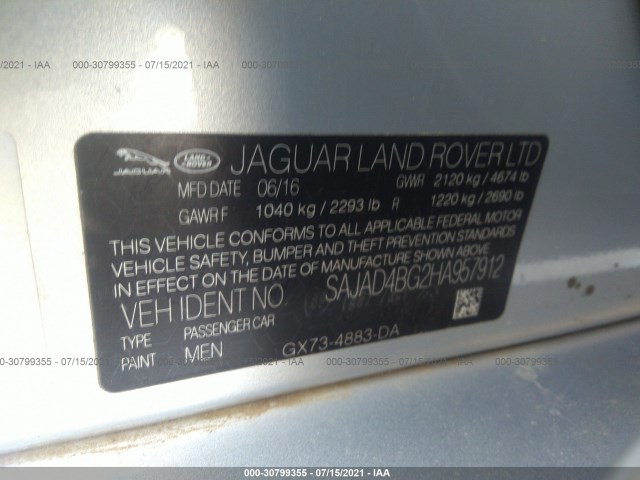 2021 - IAA 000-30799355 - 07/15/2021 - IAA 000-30799355 - 07/15/2021 - IAA
JAGUAR LAND ROVER
JAGUAR LAND ROVER LTD
MFD DATE 06/16 GWR 2120 kg / 4674 lb
GAWR F 1040 kg / 2293 lb R 1220 kg / 2690 lb
THIS VEHICLE CONFORMS TO ALL APPLICABLE FEDERAL MOTOR
VEHICLE SAFETY, BUMPER AND THEFT PREVENTION STANDARDS
IN EFFECT ON THE DATE OF MANUFACTURE SHOWN ABOVE.
VEH IDENT NO. SAJAD4BG2HA957912
TYPE PASSENGER CAR
PAINT MEN GX73-4883-DA
000-30799355 - 07/15/2021 - IAA